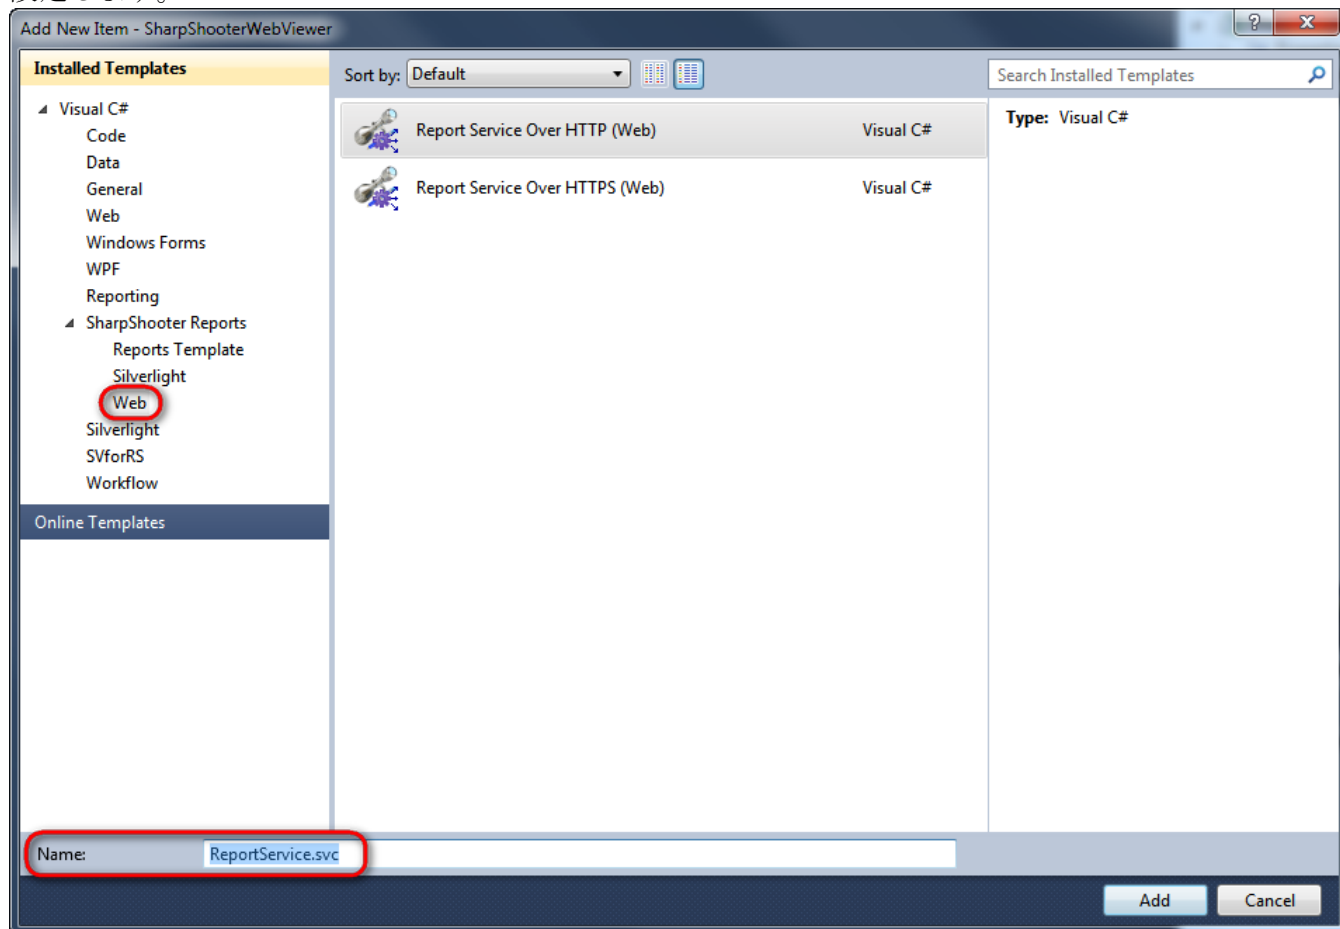 Add New Item - SharpShooterWebViewer
?
Installed Templates
Sort by:
Default
Search Installed Templates
Visual C#
Code
Data
General
Web
Windows Forms
WPF
Reporting
SharpShooter Reports
Reports Template
Silverlight
Web
Silverlight
SVforRS
Workflow
Online Templates
Report Service Over HTTP (Web) Visual C#
Report Service Over HTTPS (Web) Visual C#
Type: Visual C#
Name: ReportService.svc
Add
Cancel